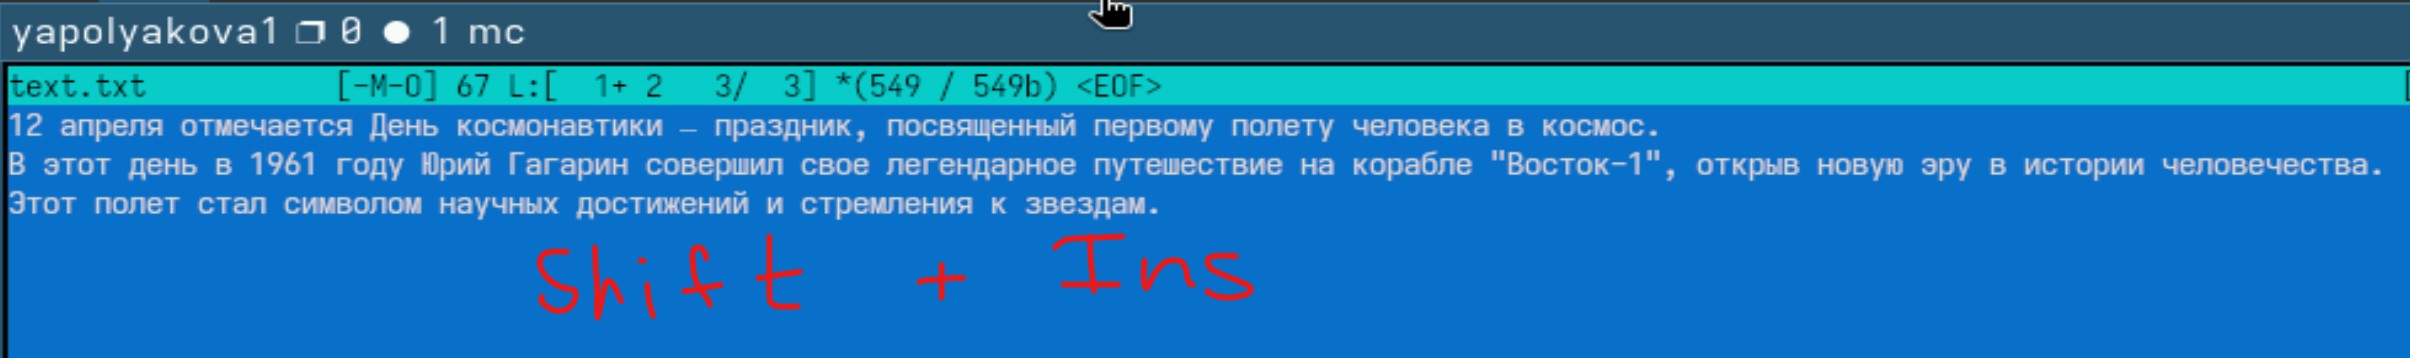 yapolyakova1 0 ● 1 mc
text.txt [-M-O] 67 L:[ 1+ 2 3/ 3] *(549 / 549b) <EOF> [
12 апреля отмечается День космонавтики – праздник, посвященный первому полету человека в космос.
В этот день в 1961 году Юрий Гагарин совершил свое легендарное путешествие на корабле "Восток-1", открыв новую эру в истории человечества.
Этот полет стал символом научных достижений и стремления к звездам.
Shift + Ins